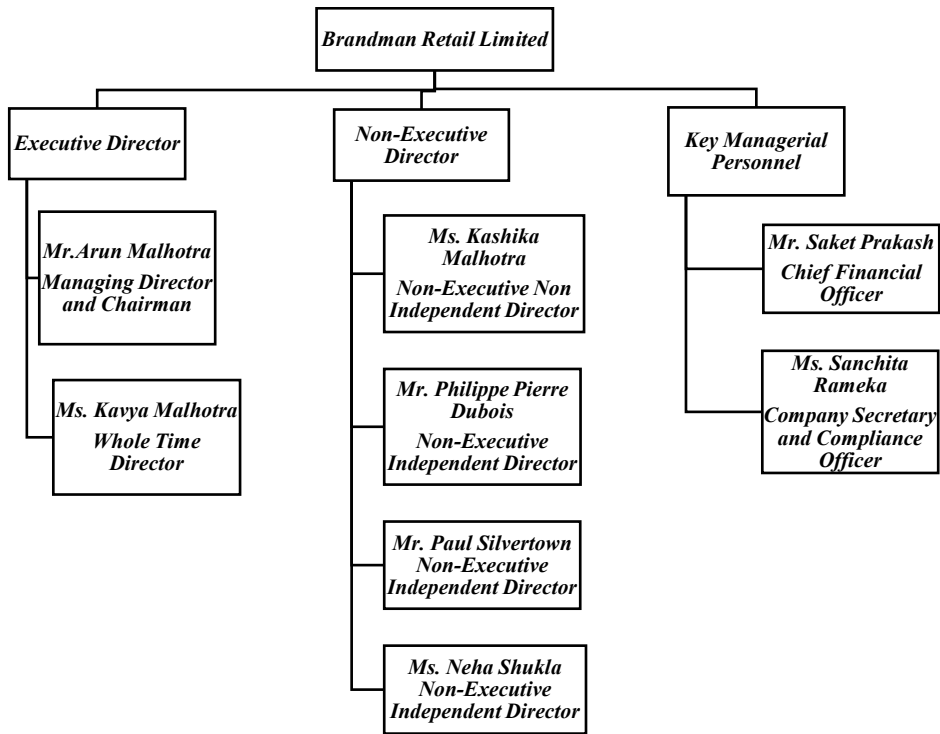 Brandman Retail Limited
Executive Director
Mr.Arun Malhotra
Managing Director
and Chairman
Ms. Kavya Malhotra
Whole Time
Director
Non-Executive
Director
Ms. Kashika
Malhotra
Non-Executive Non
Independent Director
Mr. Philippe Pierre
Dubois
Non-Executive
Independent Director
Mr. Paul Silvertown
Non-Executive
Independent Director
Ms. Neha Shukla
Non-Executive
Independent Director
Key Managerial
Personnel
Mr. Saket Prakash
Chief Financial
Officer
Ms. Sanchita
Rameka
Company Secretary
and Compliance
Officer